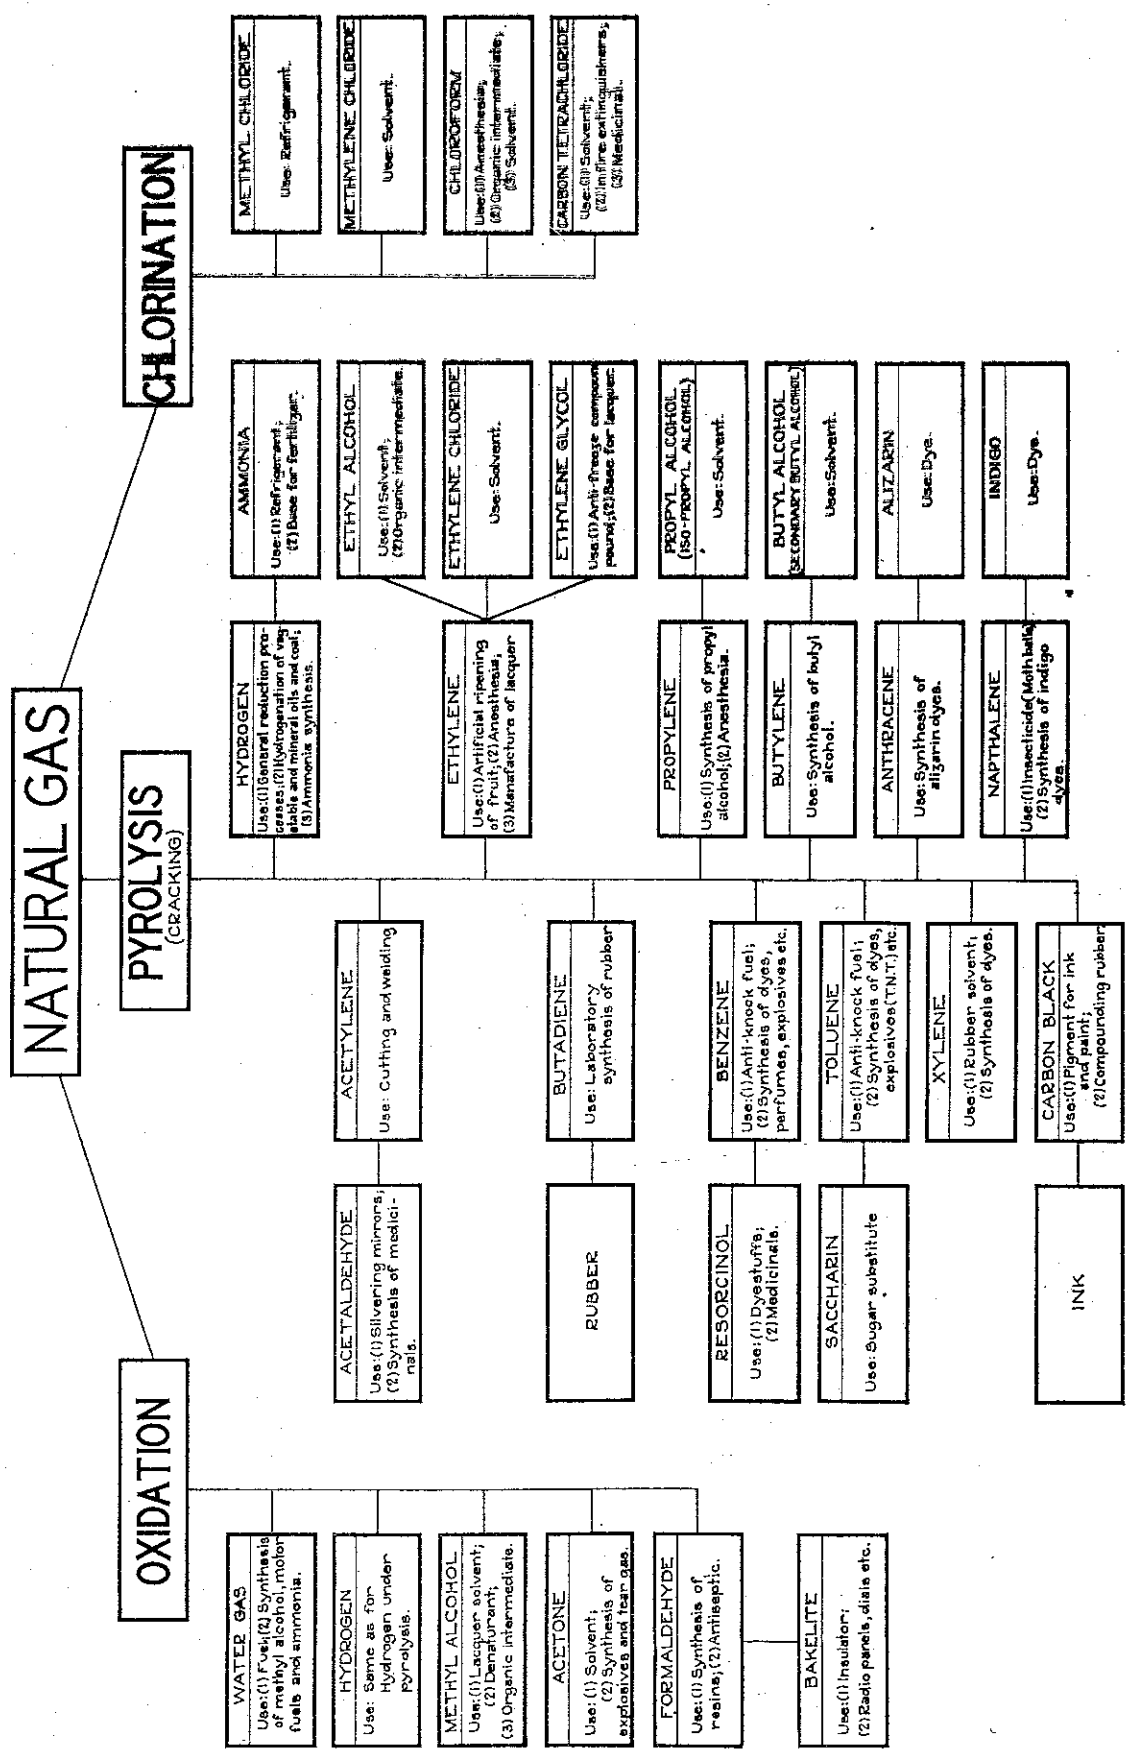 NATURAL GAS
OXIDATION
WATER GAS
Use:(1) Fuel;(2) Synthesis
of methyl alcohol, motor
fuels and ammonia.
HYDROGEN
Use: Same as for
Hydrogen under
pyrolysis.
METHYL ALCOHOL
Use:(1) Lacquer solvent;
(2) Denaturant;
(3) Organic intermediate.
ACETONE
Use: (1) Solvent;
(2) Synthesis of
explosives and tear gas.
FORMALDEHYDE
Use:(1) Synthesis of
resins;(2) Antiseptic.
BAKELITE
Use:(1) Insulator;
(2) Radio panels, dials etc.
PYROLYSIS
(CRACKING)
ACETALDEHYDE
Use:(1) Silvering mirrors;
(2) Synthesis of medici-
nals.
ACETYLENE
Use: Cutting and welding
RUBBER
BUTADIENE
Use: Laboratory
synthesis of rubber
RESORCINOL
Use: (1) Dyestuffs;
(2) Medicinals.
BENZENE
Use:(1) Anti-knock fuel;
(2) Synthesis of dyes,
perfumes, explosives etc.
SACCHARIN
Use: Sugar substitute
TOLUENE
Use:(1) Anti-knock fuel;
(2) Synthesis of dyes,
explosives (T.N.T.) etc.
XYLENE
Use:(1) Rubber solvent;
(2) Synthesis of dyes.
INK
CARBON BLACK
Use:(1) Pigment for ink
and paint;
(2) Compounding rubber.
HYDROGEN
Use:(1) General reduction pro-
cesses;(2) Hydrogenation of veg-
etable and mineral oils and coal;
(3) Ammonia synthesis.
AMMONIA
Use:(1) Refrigerant;
(2) Base for fertilizer.
ETHYLENE
Use:(1) Artificial ripening
of fruit;(2) Anesthesia;
(3) Manufacture of lacquer
ETHYL ALCOHOL
Use:(1) Solvent;
(2) Organic intermediate.
ETHYLENE CHLORIDE
Use: Solvent.
ETHYLENE GLYCOL
Use:(1) Anti-freeze compoun
pound;(2) Base for lacquer.
PROPYLENE
Use:(1) Synthesis of propyl
alcohol;(2) Anesthesia.
PROPYL ALCOHOL
(ISO-PROPYL ALCOHOL)
Use: Solvent.
BUTYLENE
Use: Synthesis of butyl
alcohol.
BUTYL ALCOHOL
(SECONDARY BUTYL ALCOHOL)
Use: Solvent.
ANTHRACENE
Use: Synthesis of
alizarin dyes.
ALIZARIN
Use: Dye.
NAPTHALENE
Use:(1) Insecticide (Moth balls)
(2) Synthesis of indigo
dyes.
INDIGO
Use: Dye.
CHLORINATION
METHYL CHLORIDE
Use: Refrigerant.
METHYLENE CHLORIDE
Use: Solvent.
CHLOROFORM
Use:(1) Anesthesia;
(2) Organic intermediate;
(3) Solvent.
CARBON TETRACHLORIDE
Use:(1) Solvent;
(2) In fire extinguishers;
(3) Medicinal.